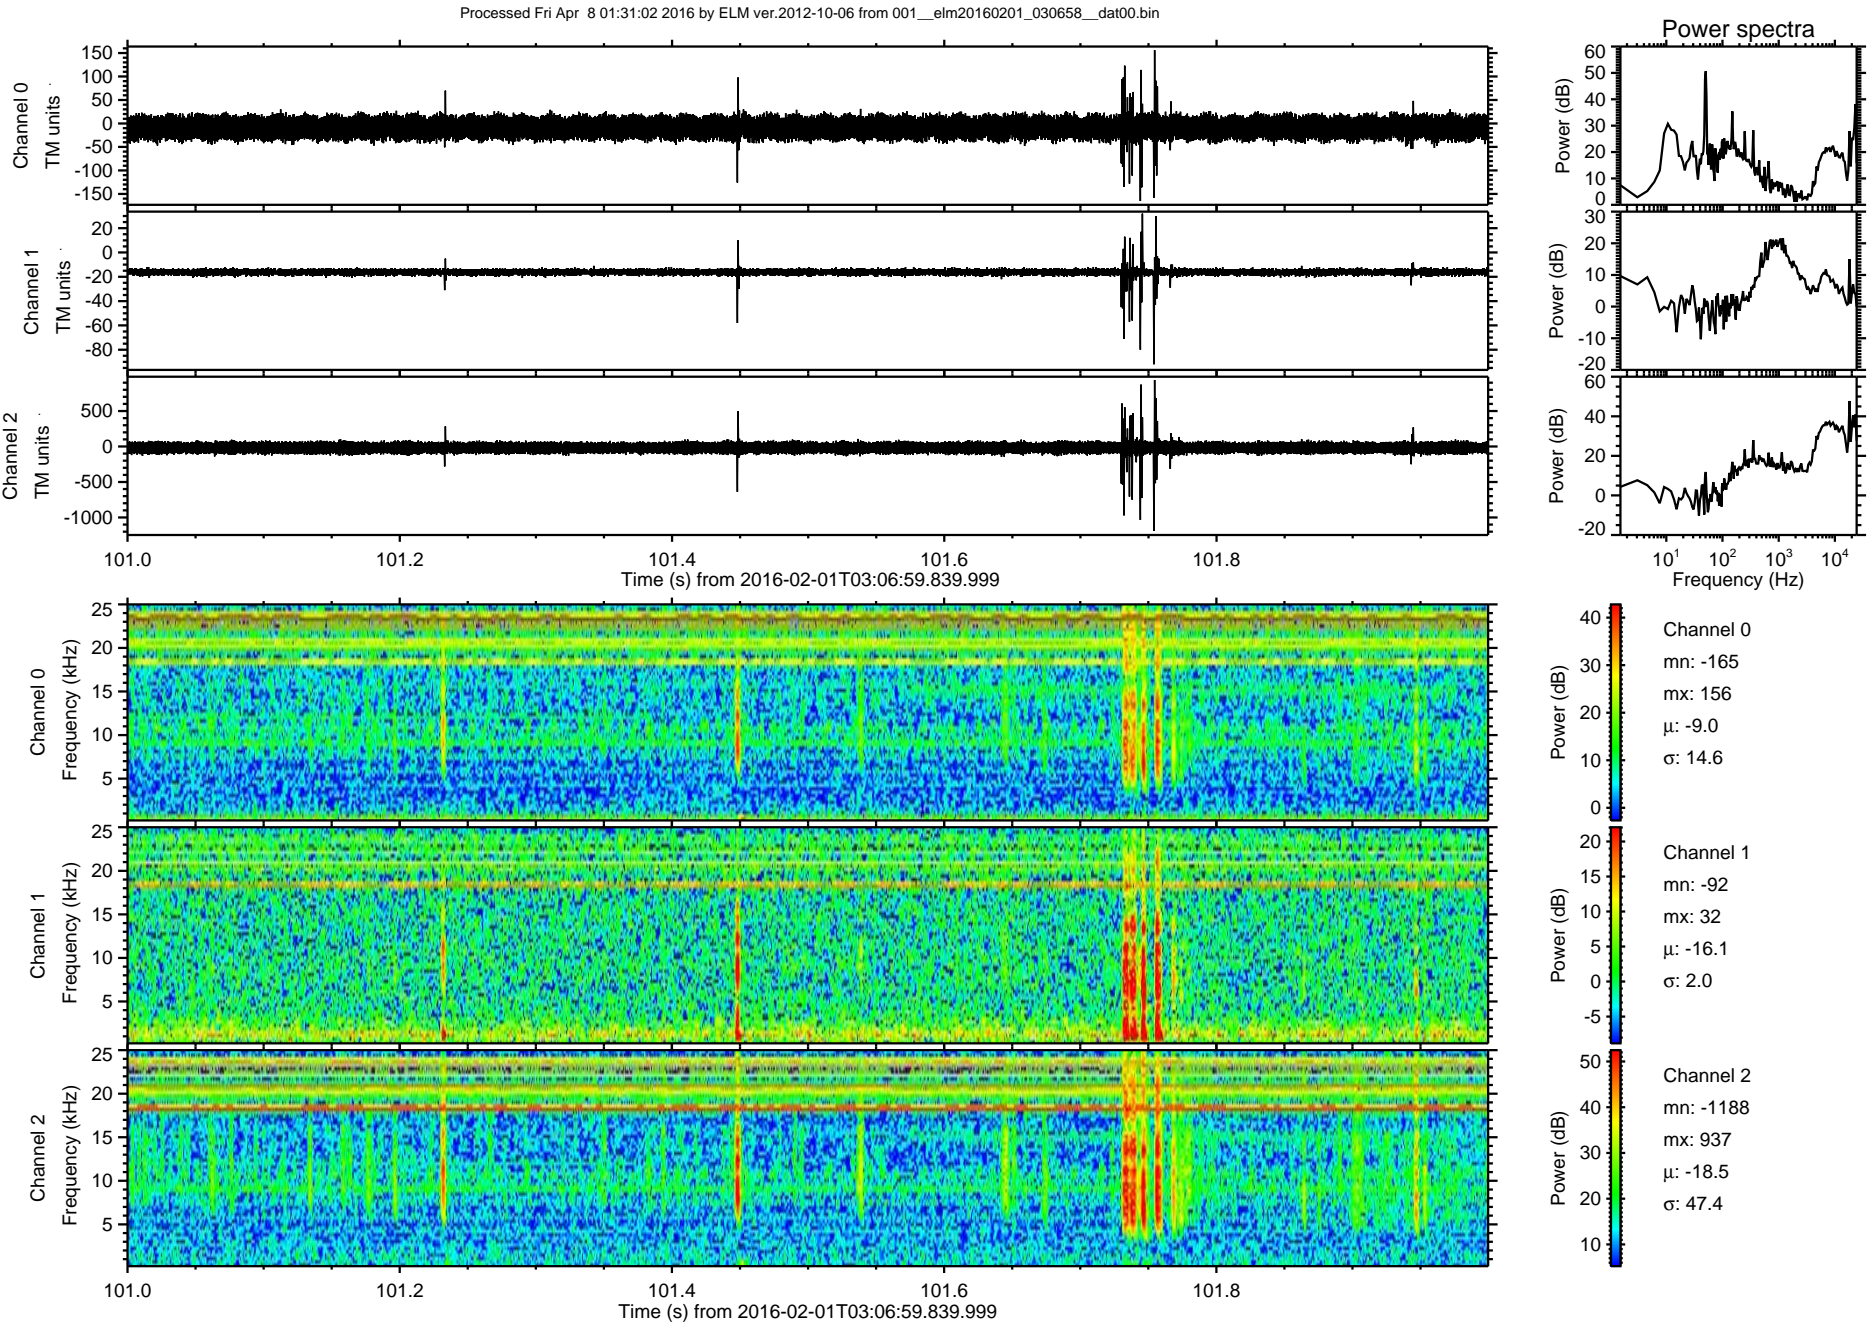 Processed Fri Apr  8 01:31:02 2016 by ELM ver.2012-10-06 from 001__elm20160201_030658__dat00.bin
Power spectra
Channel 0
TM units
150
100
50
0
-50
-100
-150
Power (dB)
60
50
40
30
20
10
0
Channel 1
TM units
20
0
-20
-40
-60
-80
Power (dB)
30
20
10
0
-10
-20
Channel 2
TM units
500
0
-500
-1000
Power (dB)
60
40
20
0
-20
101.0 101.2 101.4 101.6 101.8
Time (s) from 2016-02-01T03:06:59.839.999
10^1 10^2 10^3 10^4
Frequency (Hz)
Channel 0
Frequency (kHz)
25
20
15
10
5
Power (dB)
40
30
20
10
0
Channel 0
mn: -165
mx: 156
μ: -9.0
σ: 14.6
Channel 1
Frequency (kHz)
25
20
15
10
5
Power (dB)
20
15
10
5
0
-5
Channel 1
mn: -92
mx: 32
μ: -16.1
σ: 2.0
Channel 2
Frequency (kHz)
25
20
15
10
5
Power (dB)
50
40
30
20
10
Channel 2
mn: -1188
mx: 937
μ: -18.5
σ: 47.4
101.0 101.2 101.4 101.6 101.8
Time (s) from 2016-02-01T03:06:59.839.999